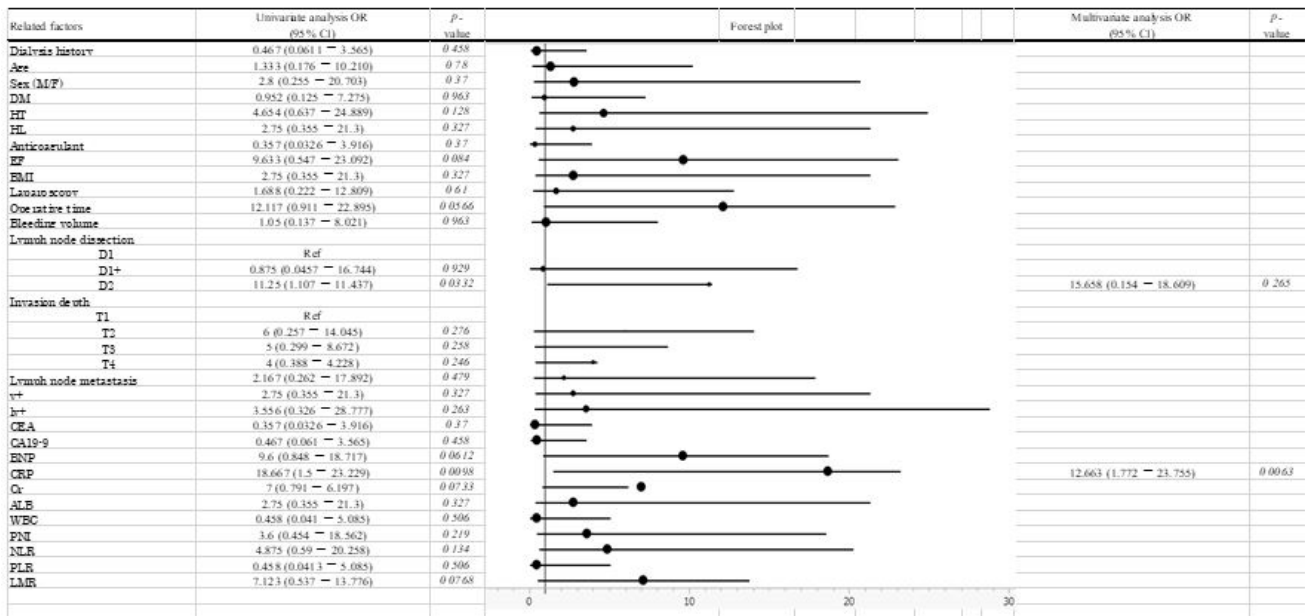 Related factors Univariate analysis OR (95% CI) p-value Forest plot Multivariate analysis OR (95% CI) p-value
Dialysis history 0.467 (0.0611 − 3.565) 0.458
Age 1.333 (0.176 − 10.210) 0.78
Sex (M/F) 2.8 (0.255 − 20.703) 0.37
DM 0.952 (0.125 − 7.275) 0.963
HT 4.654 (0.637 − 24.889) 0.128
HL 2.75 (0.355 − 21.3) 0.327
Anticoagulant 0.357 (0.0326 − 3.916) 0.37
EF 9.633 (0.547 − 23.092) 0.084
BMI 2.75 (0.355 − 21.3) 0.327
Laparoscopy 1.688 (0.222 − 12.809) 0.61
Operative time 12.117 (0.911 − 22.895) 0.0566
Bleeding volume 1.05 (0.137 − 8.021) 0.963
Lymph node dissection
D1 Ref
D1+ 0.875 (0.0457 − 16.744) 0.929
D2 11.25 (1.107 − 11.437) 0.0332 15.658 (0.154 − 18.609) 0.265
Invasion depth
T1 Ref
T2 6 (0.257 − 14.045) 0.276
T3 5 (0.299 − 8.672) 0.258
T4 4 (0.388 − 4.228) 0.246
Lymph node metastasis 2.167 (0.262 − 17.892) 0.479
v+ 2.75 (0.355 − 21.3) 0.327
ly+ 3.556 (0.326 − 28.777) 0.263
CEA 0.357 (0.0326 − 3.916) 0.37
CA19-9 0.467 (0.061 − 3.565) 0.458
BNP 9.6 (0.848 − 18.717) 0.0612
CRP 18.667 (1.5 − 23.229) 0.0098 12.663 (1.772 − 23.755) 0.0063
Cr 7 (0.791 − 6.197) 0.0733
ALB 2.75 (0.355 − 21.3) 0.327
WBC 0.458 (0.041 − 5.085) 0.506
PNI 3.6 (0.454 − 18.562) 0.219
NLR 4.875 (0.59 − 20.258) 0.134
PLR 0.458 (0.0413 − 5.085) 0.506
LMR 7.123 (0.537 − 13.776) 0.0768
0 10 20 30